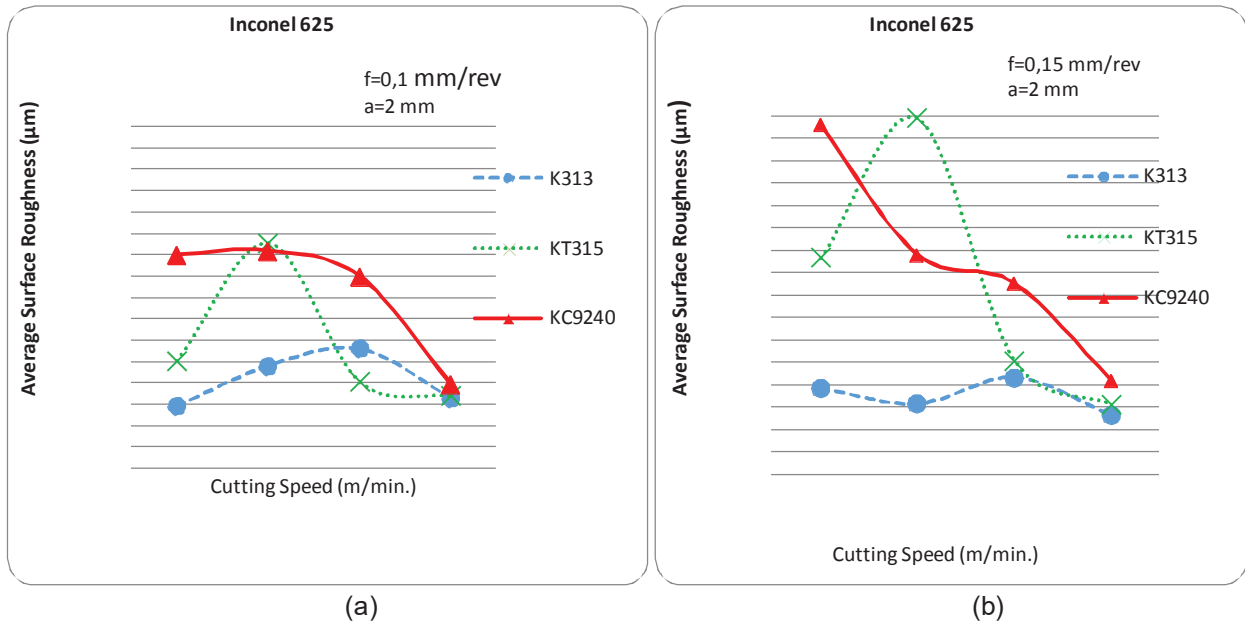 Inconel 625
f=0,1 mm/rev
a=2 mm
Average Surface Roughness (µm)
K313
KT315
KC9240
Cutting Speed (m/min.)
(a)
Inconel 625
f=0,15 mm/rev
a=2 mm
Average Surface Roughness (µm)
K313
KT315
KC9240
Cutting Speed (m/min.)
(b)